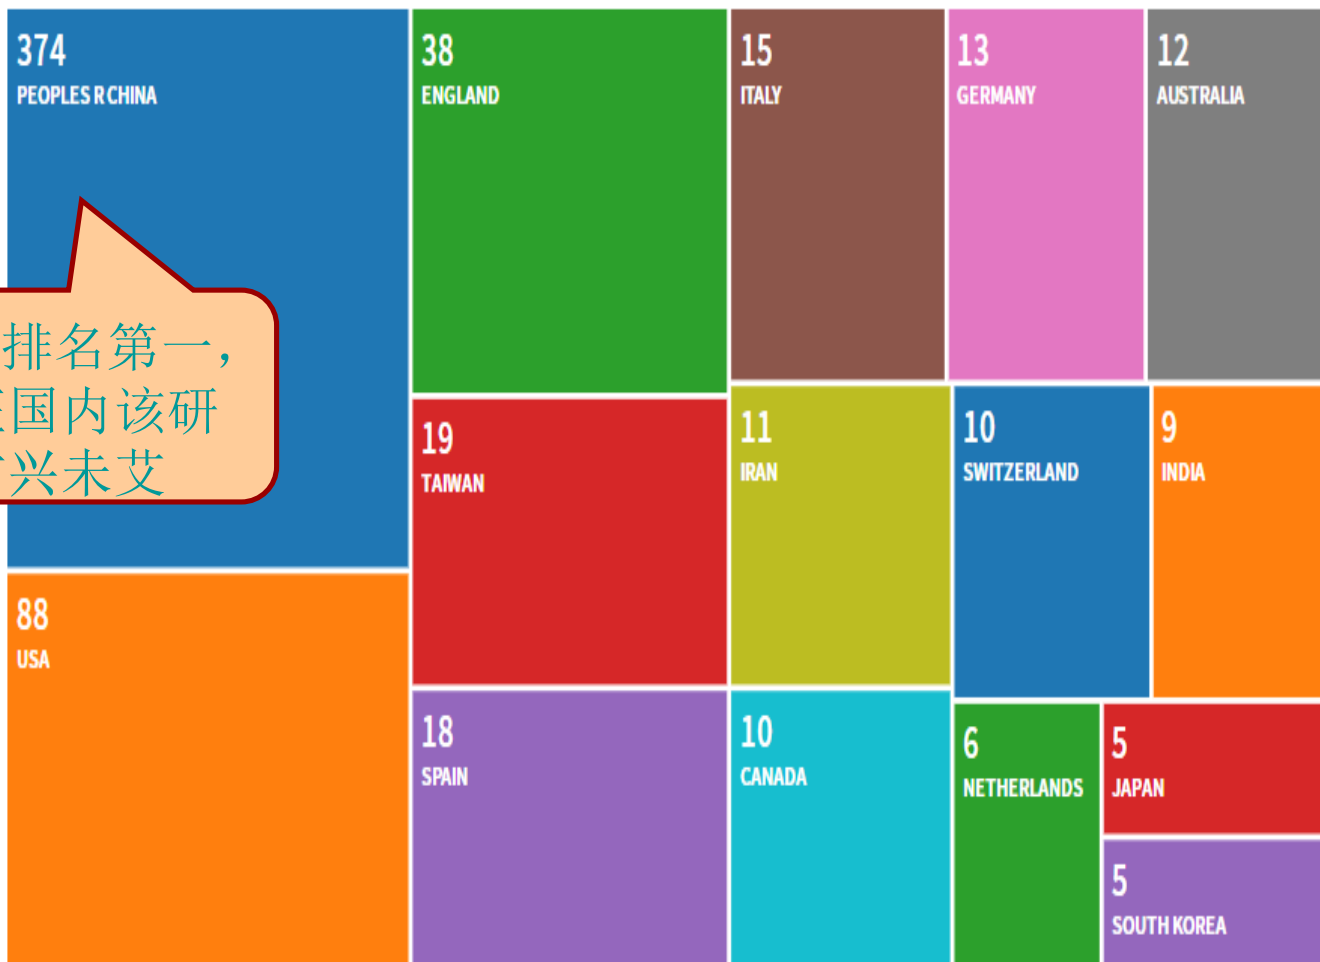 374
PEOPLES R CHINA
38
ENGLAND
15
ITALY
13
GERMANY
12
AUSTRALIA
排名第一，
国内该研
兴未艾
19
TAIWAN
11
IRAN
10
SWITZERLAND
9
INDIA
88
USA
18
SPAIN
10
CANADA
6
NETHERLANDS
5
JAPAN
5
SOUTH KOREA